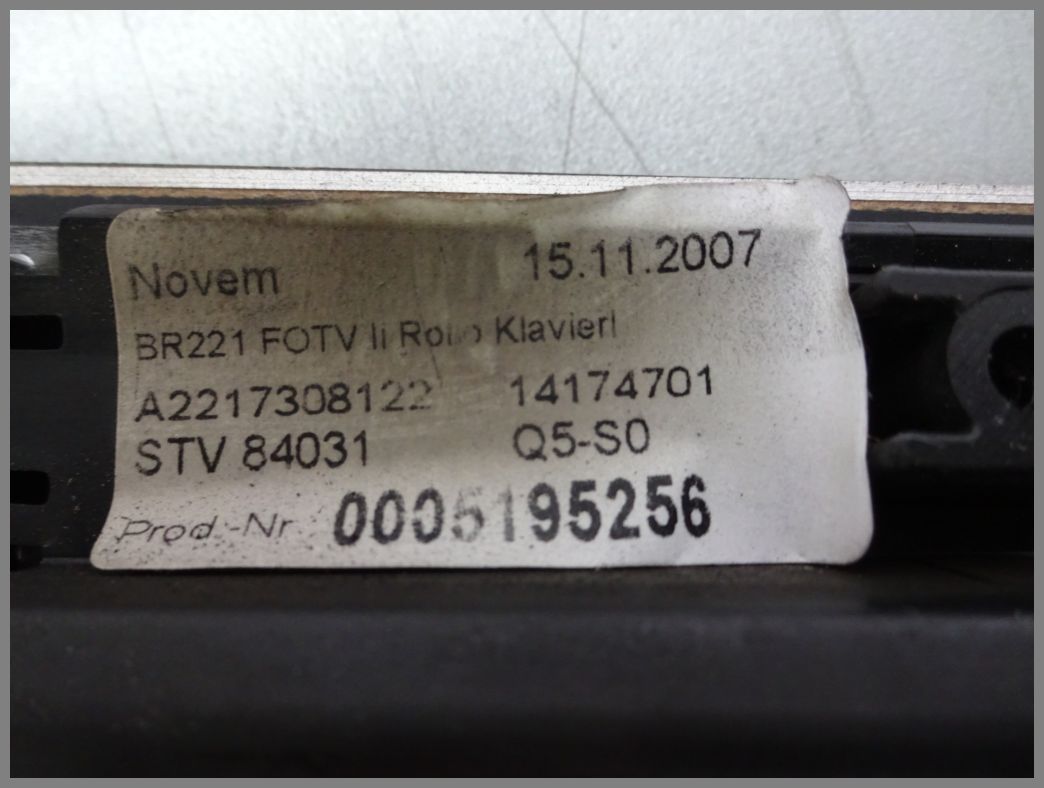 Novem 15.11.2007
BR221 FOTV li Rollo Klavierl
A2217308122 14174701
STV 84031 Q5-S0
Prod.-Nr 0005195256